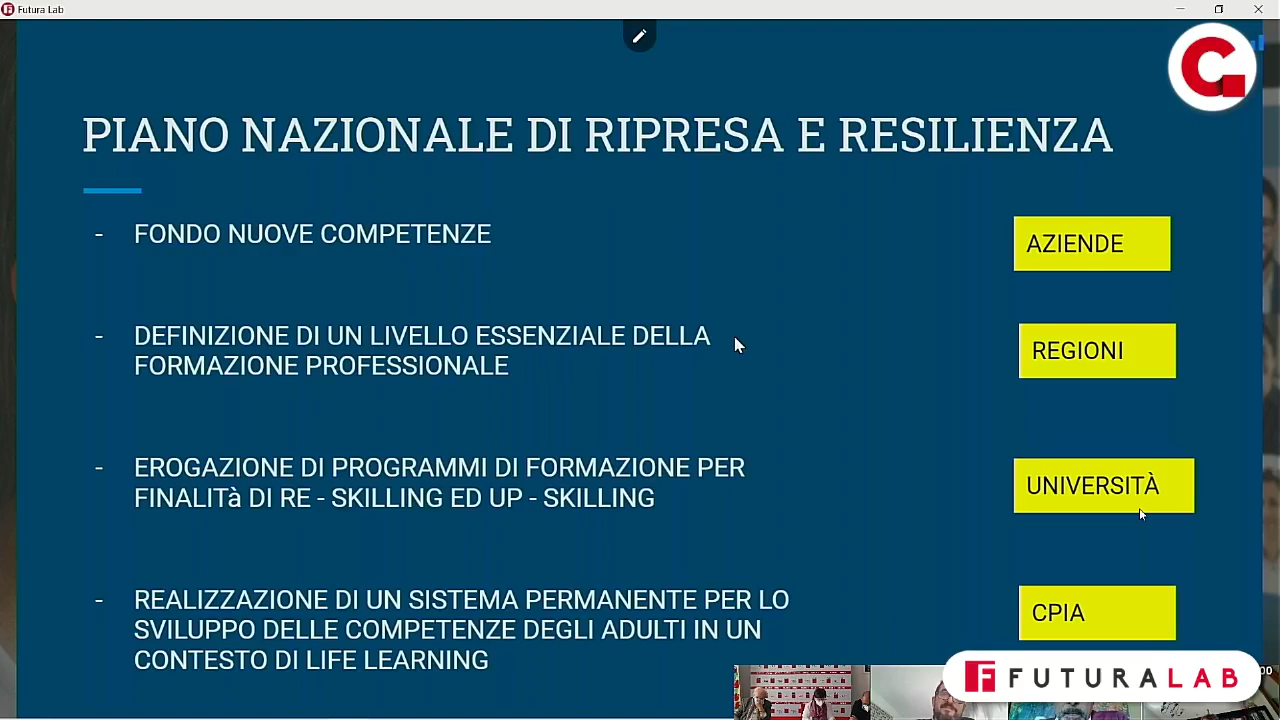 Futura Lab
PIANO NAZIONALE DI RIPRESA E RESILIENZA
- FONDO NUOVE COMPETENZE
AZIENDE
- DEFINIZIONE DI UN LIVELLO ESSENZIALE DELLA
FORMAZIONE PROFESSIONALE
REGIONI
- EROGAZIONE DI PROGRAMMI DI FORMAZIONE PER
FINALITà DI RE - SKILLING ED UP - SKILLING
UNIVERSITÀ
- REALIZZAZIONE DI UN SISTEMA PERMANENTE PER LO
SVILUPPO DELLE COMPETENZE DEGLI ADULTI IN UN
CONTESTO DI LIFE LEARNING
CPIA
FUTURALAB